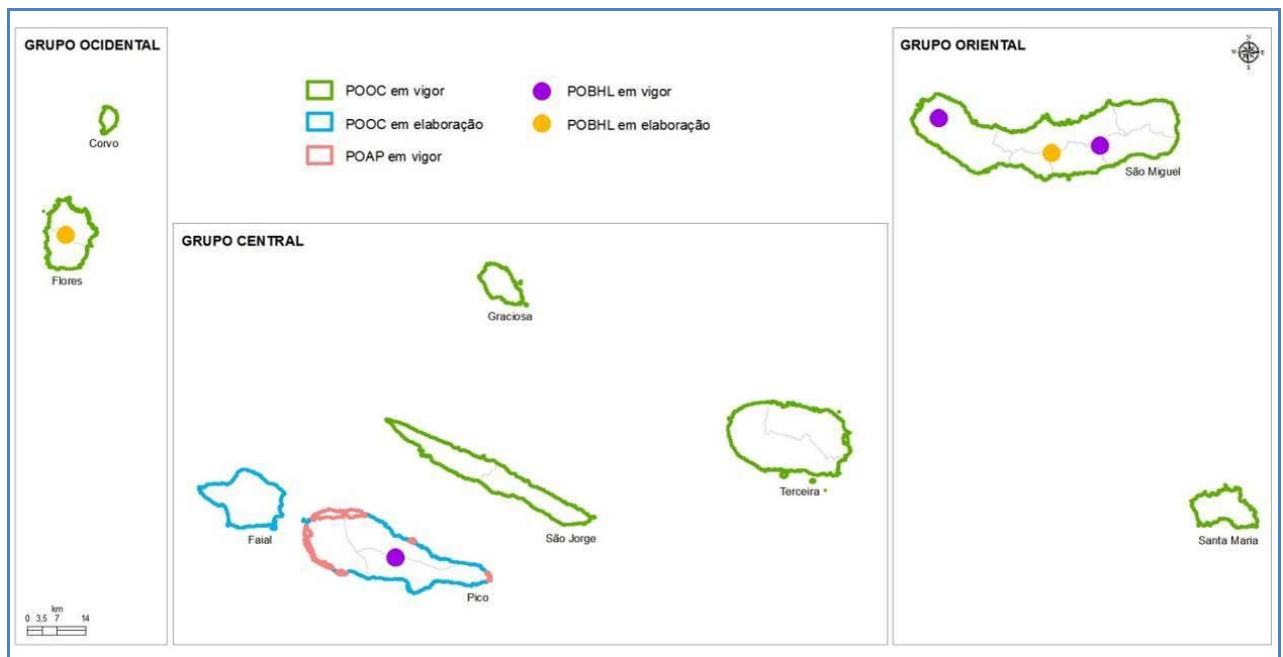 GRUPO OCIDENTAL
Corvo
Flores
km
0 3,5 7 14
POOC em vigor
POOC em elaboração
POAP em vigor
POBHL em vigor
POBHL em elaboração
GRUPO CENTRAL
Graciosa
Terceira
São Jorge
Faial
Pico
GRUPO ORIENTAL
N
W
E
S
São Miguel
Santa Maria